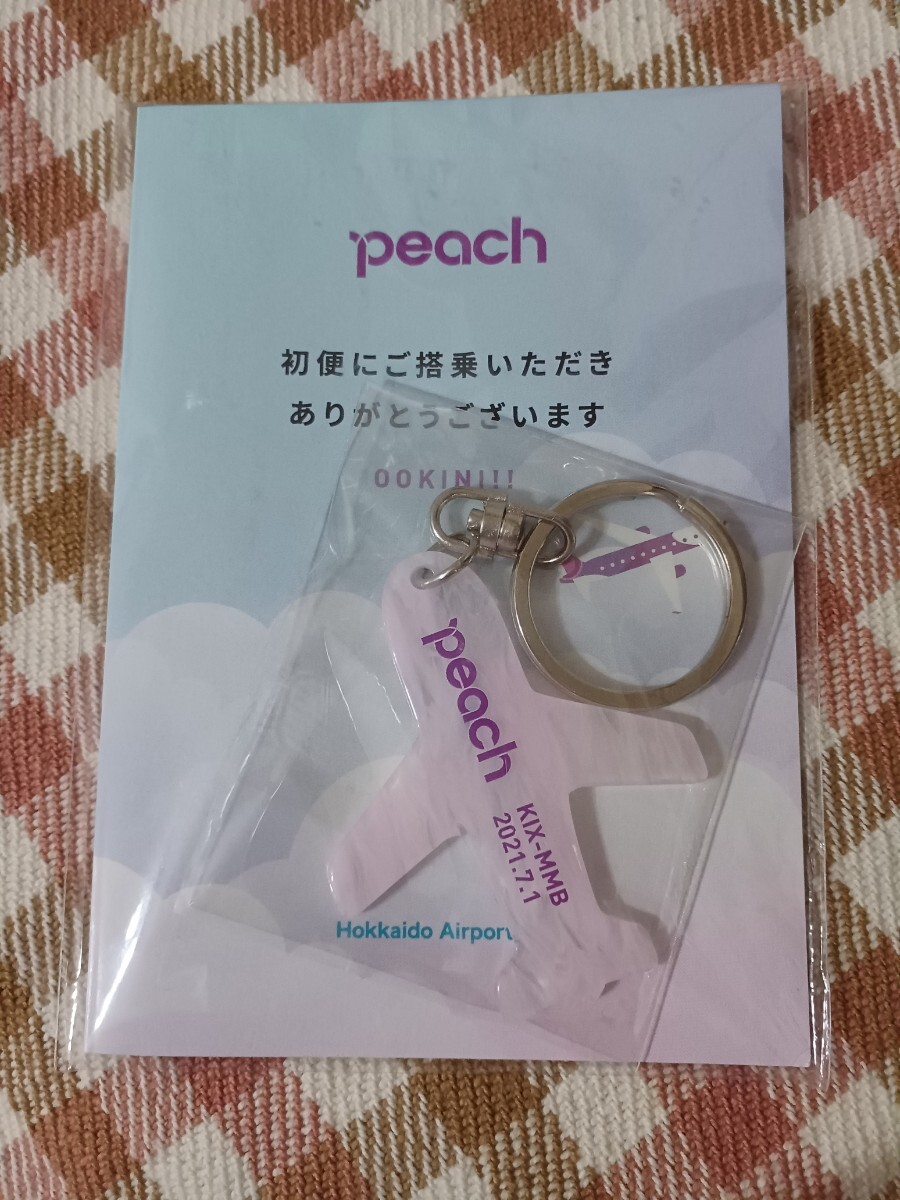 peach
初便にご搭乗いただき
ありがとうございます
OOKINI!!
peach
KIX-MMB
2021.7.1
Hokkaido Airport